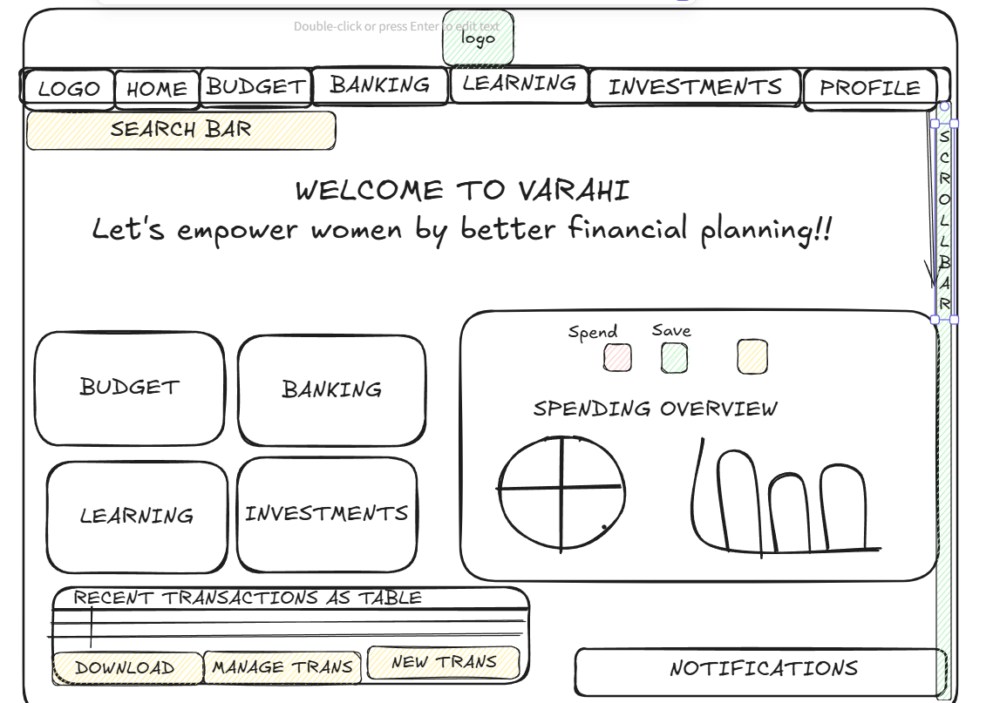 Double-click or press Enter to edit text
logo
LOGO HOME BUDGET BANKING LEARNING INVESTMENTS PROFILE
SEARCH BAR
SCROLLBAR
WELCOME TO VARAHI
Let's empower women by better financial planning!!
BUDGET
BANKING
LEARNING
INVESTMENTS
Spend Save
SPENDING OVERVIEW
RECENT TRANSACTIONS AS TABLE
DOWNLOAD MANAGE TRANS NEW TRANS
NOTIFICATIONS